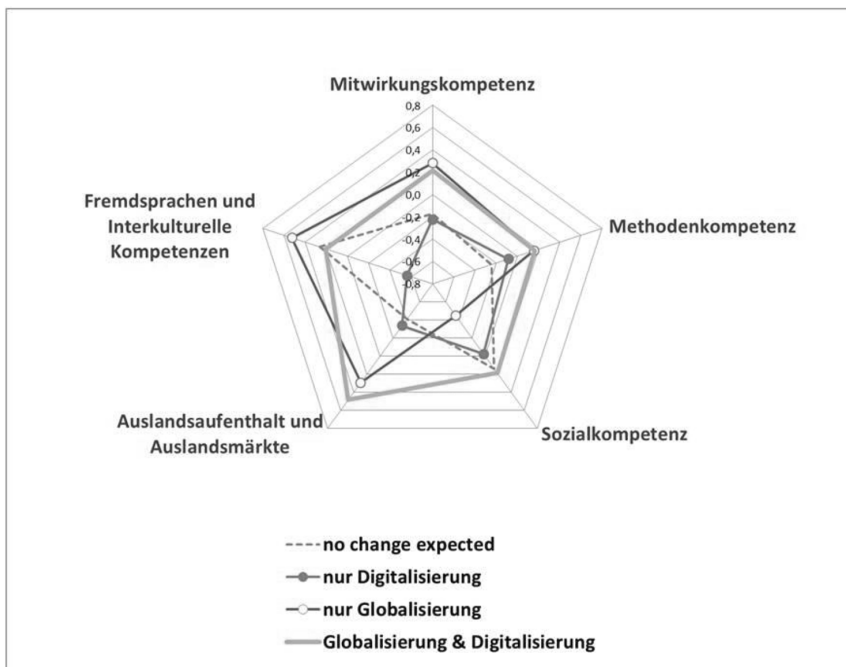 Mitwirkungskompetenz
0,8
0,6
0,4
0,2
0,0
-0,2
-0,4
-0,6
-0,8
Fremdsprachen und
Interkulturelle
Kompetenzen
Methodenkompetenz
Auslandsaufenthalt und
Auslandsmärkte
Sozialkompetenz
no change expected
nur Digitalisierung
nur Globalisierung
Globalisierung & Digitalisierung